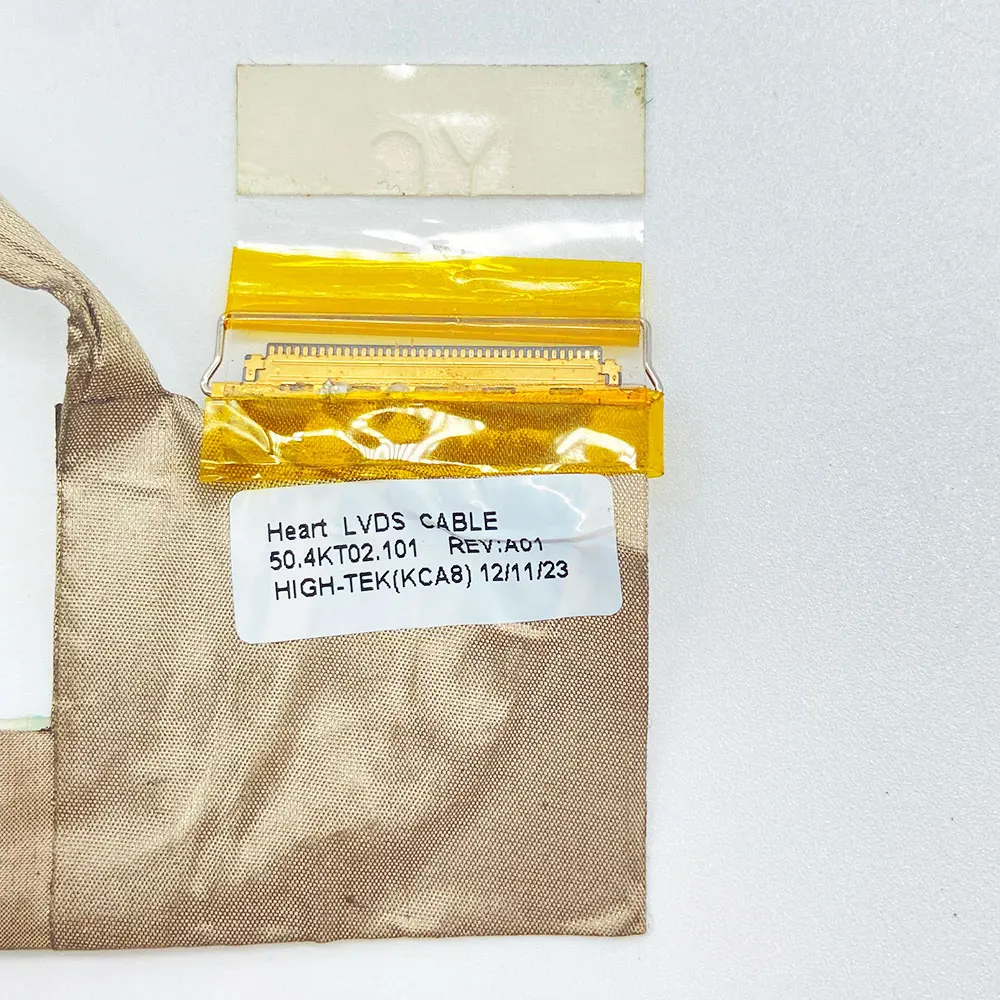 Heart LVDS CABLE
50.4KT02.101 REV:A01
HIGH-TEK(KCA8) 12/11/23